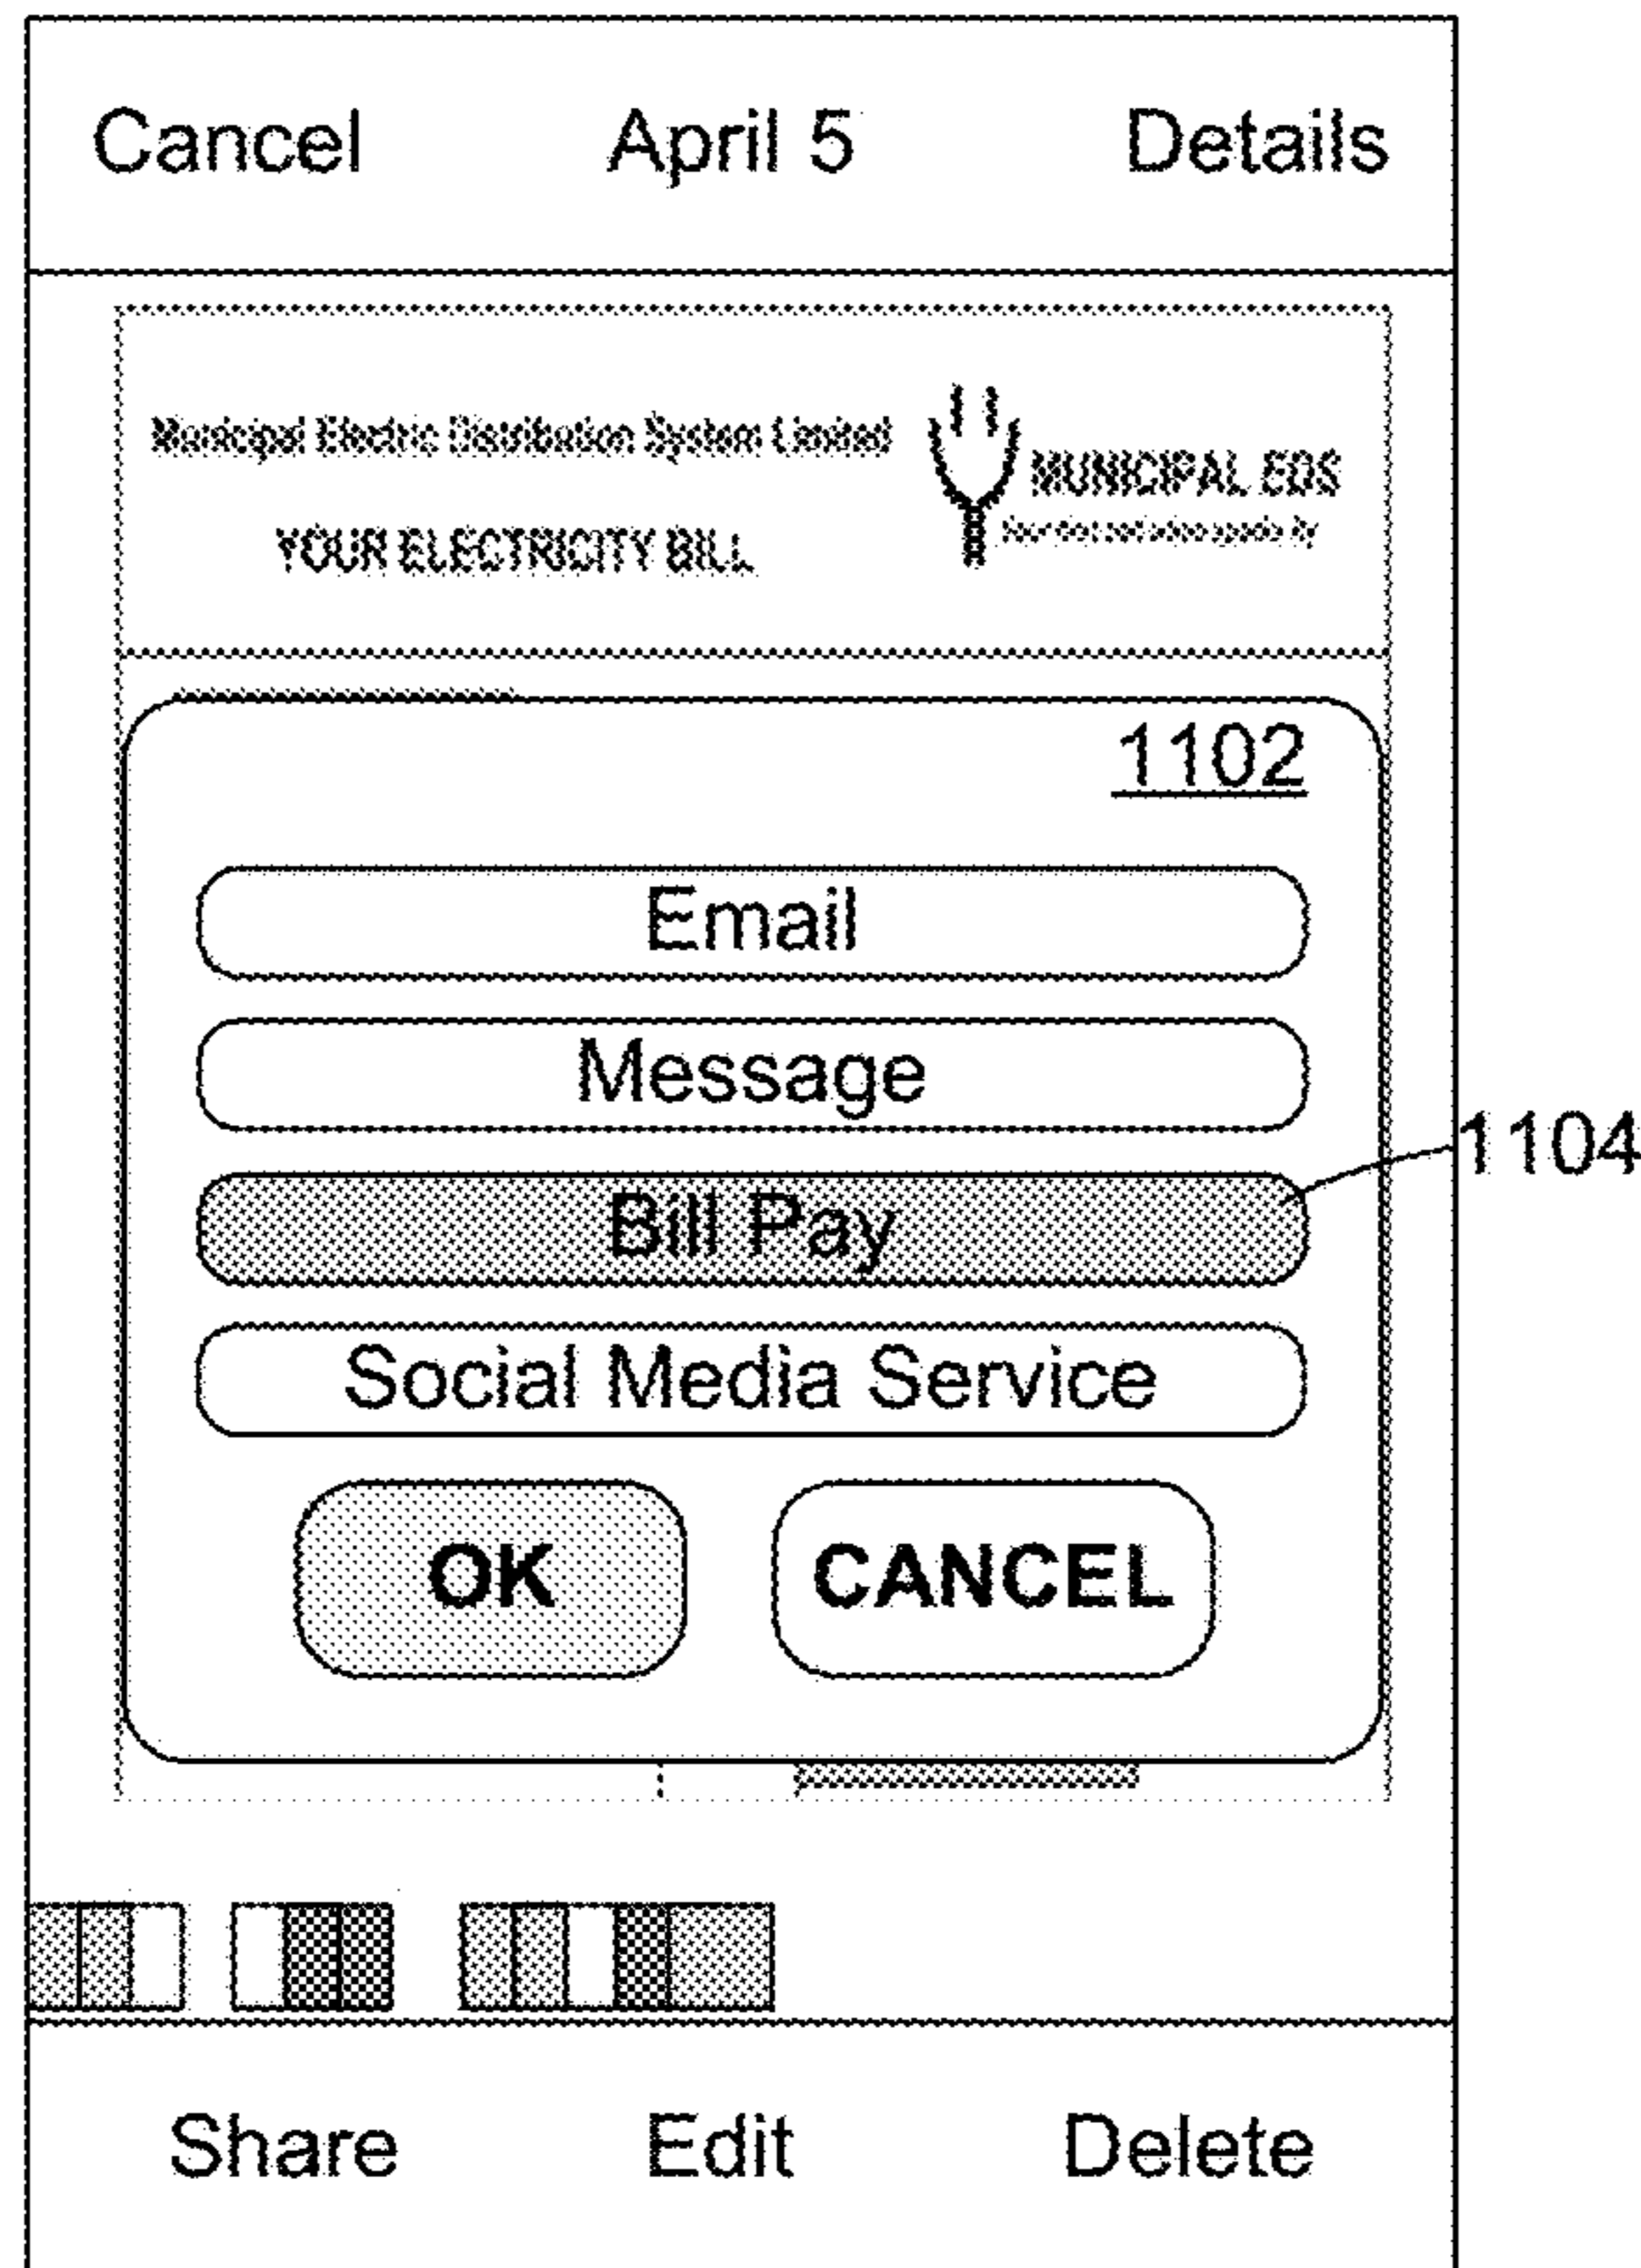 Cancel April 5 Details
Municipal Electric Distribution System Limited
MUNICIPAL EDS
YOUR ELECTRICITY BILL
1102
Email
Message
1104
Bill Pay
Social Media Service
OK CANCEL
Share Edit Delete